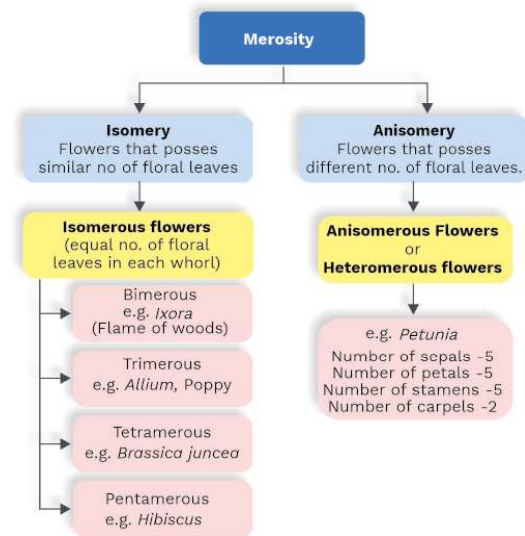 Merosity
Isomery
Flowers that posses
similar no of floral leaves
Isomerous flowers
(equal no. of floral
leaves in each whorl)
Bimerous
e.g. Ixora
(Flame of woods)
Trimerous
e.g. Allium, Poppy
Tetramerous
e.g. Brassica juncea
Pentamerous
e.g. Hibiscus
Anisomery
Flowers that posses
different no. of floral leaves.
Anisomerous Flowers
or
Heteromerous flowers
e.g. Petunia
Number of sepals -5
Number of petals -5
Number of stamens -5
Number of carpels -2